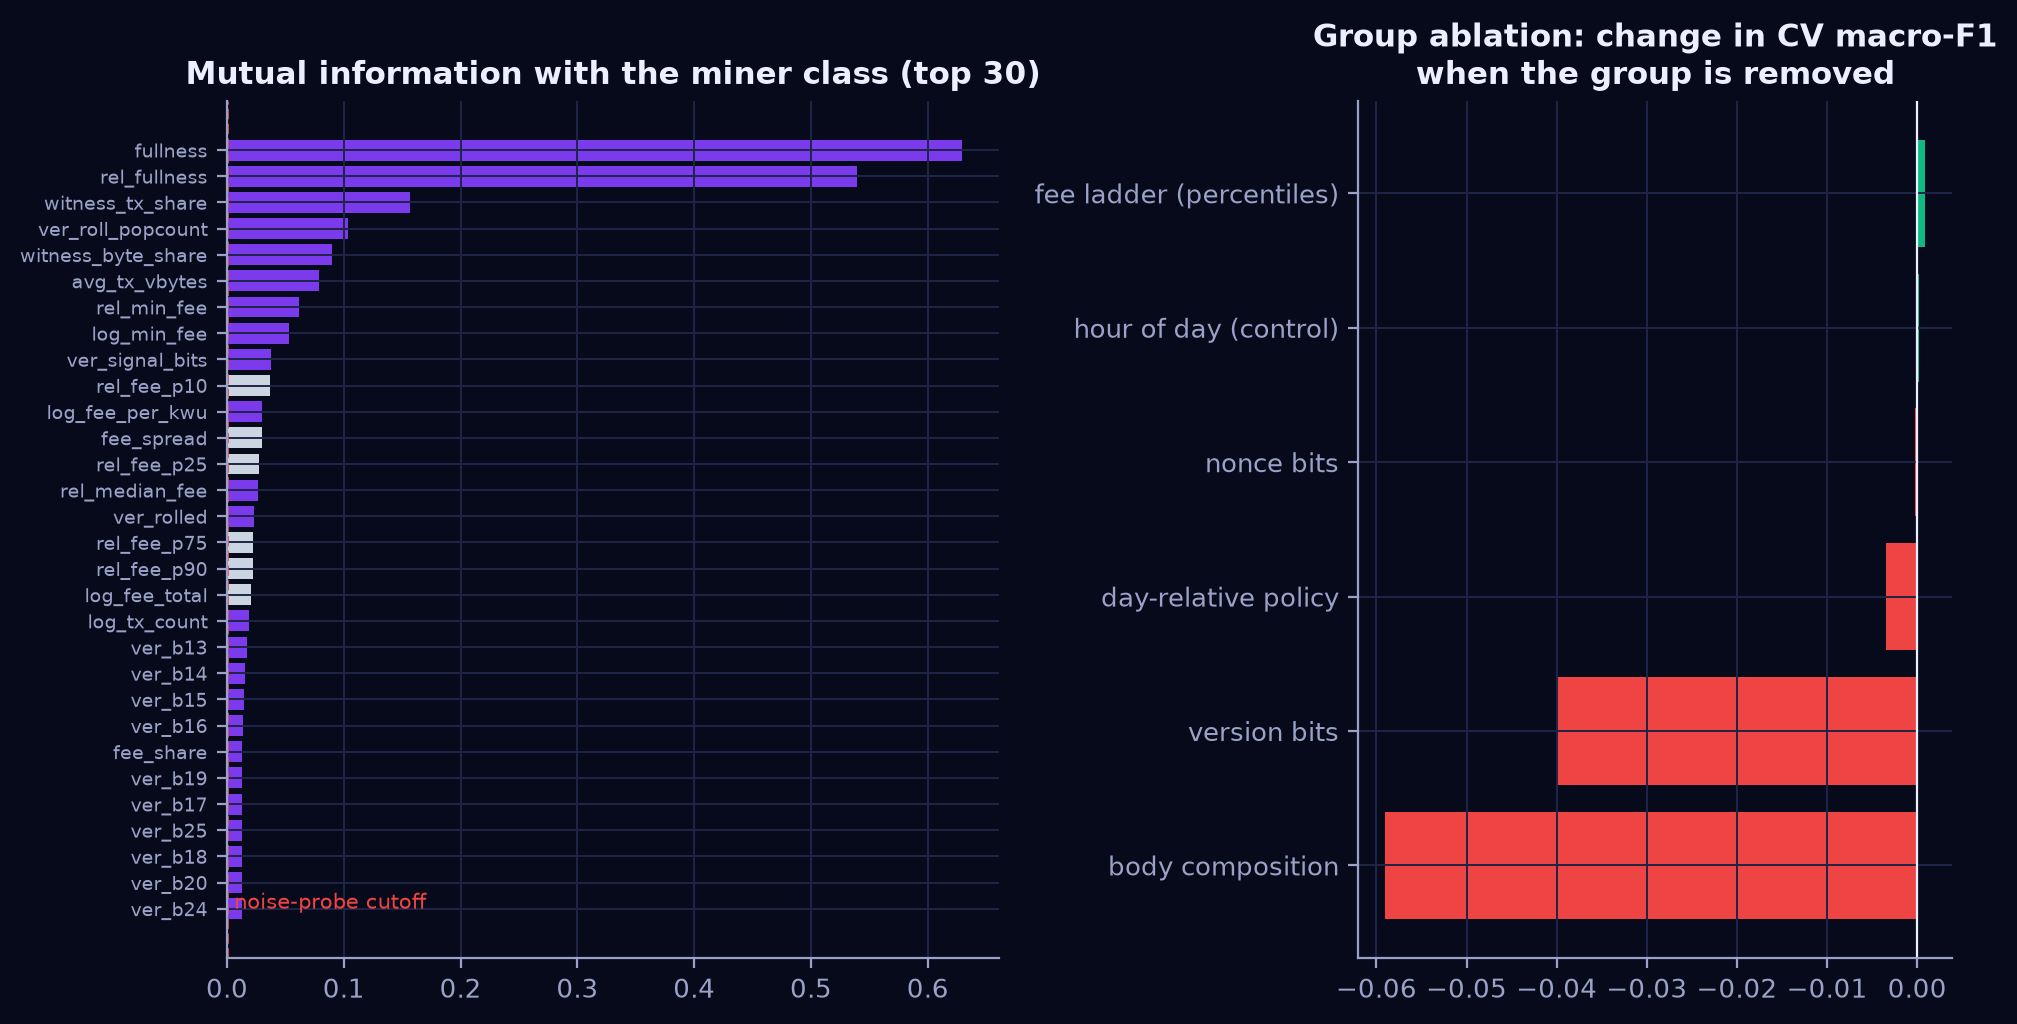 Mutual information with the miner class (top 30)
fullness
rel_fullness
witness_tx_share
ver_roll_popcount
witness_byte_share
avg_tx_vbytes
rel_min_fee
log_min_fee
ver_signal_bits
rel_fee_p10
log_fee_per_kwu
fee_spread
rel_fee_p25
rel_median_fee
ver_rolled
rel_fee_p75
rel_fee_p90
log_fee_total
log_tx_count
ver_b13
ver_b14
ver_b15
ver_b16
fee_share
ver_b19
ver_b17
ver_b25
ver_b18
ver_b20
ver_b24
noise-probe cutoff
0.0 0.1 0.2 0.3 0.4 0.5 0.6
Group ablation: change in CV macro-F1
when the group is removed
fee ladder (percentiles)
hour of day (control)
nonce bits
day-relative policy
version bits
body composition
−0.06 −0.05 −0.04 −0.03 −0.02 −0.01 0.00